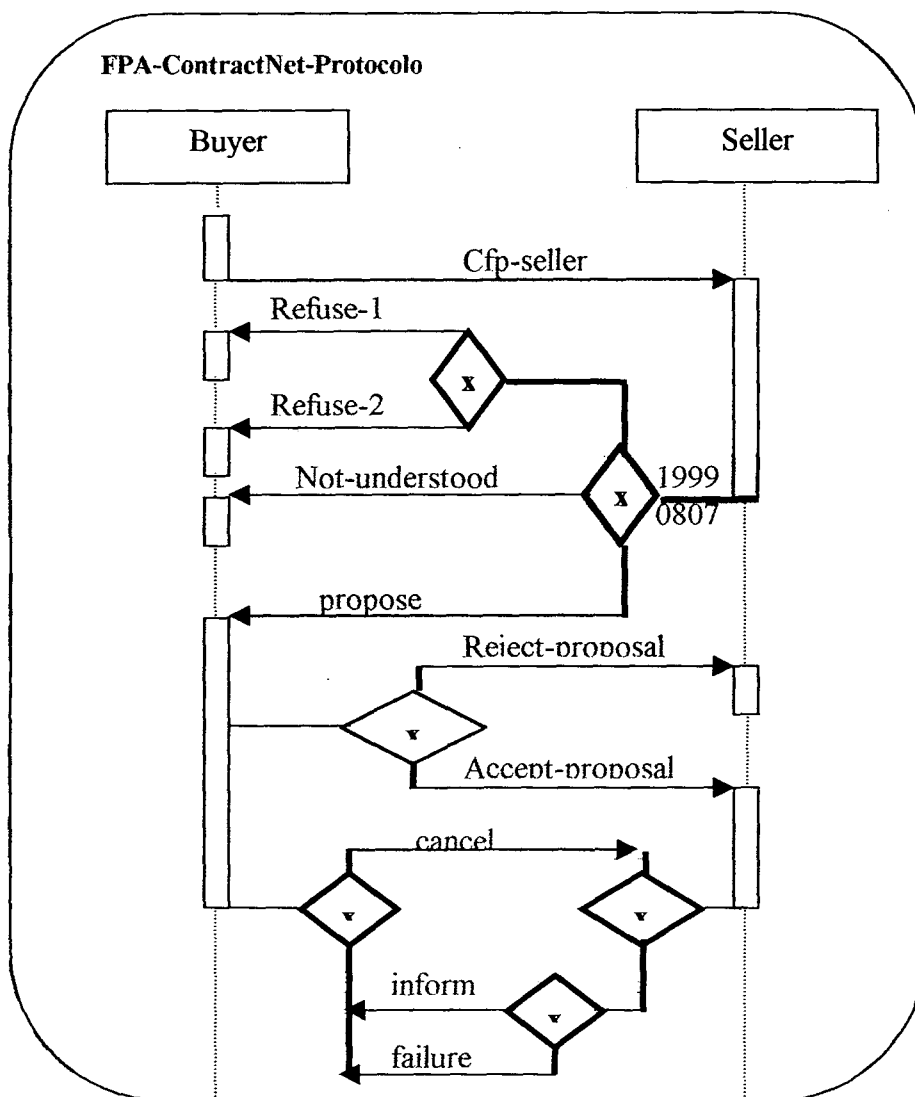 FPA-ContractNet-Protocolo
Buyer
Seller
Cfp-seller
Refuse-1
x
Refuse-2
Not-understood
x
1999
0807
propose
Reject-proposal
x
Accept-proposal
cancel
x
x
inform
x
failure